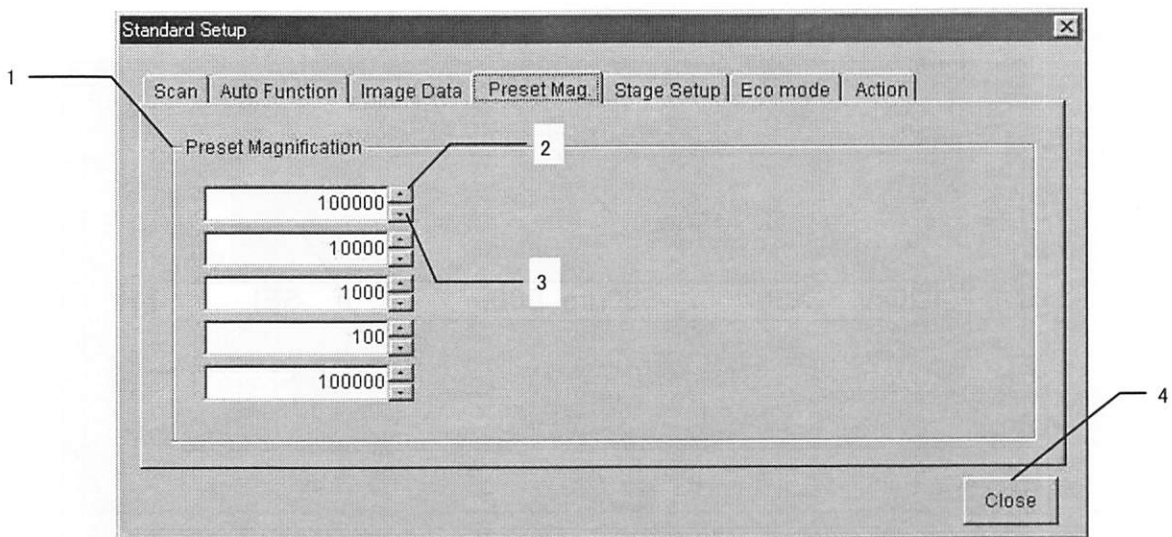 Standard Setup
1
Scan Auto Function Image Data Preset Mag. Stage Setup Eco mode Action
Preset Magnification
2
100000
10000
3
1000
100
100000
4
Close